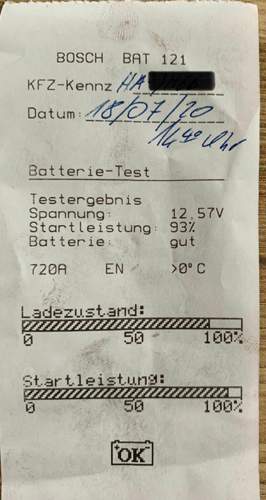 BOSCH BAT 121
KFZ-Kennz HA
Datum: 18/07/20
14 40 Uhr
Batterie-Test
Testergebnis
Spannung: 12,57V
Startleistung: 93%
Batterie: gut
720A EN >0°C
Ladezustand:
0 50 100%
Startleistung:
0 50 100%
OK